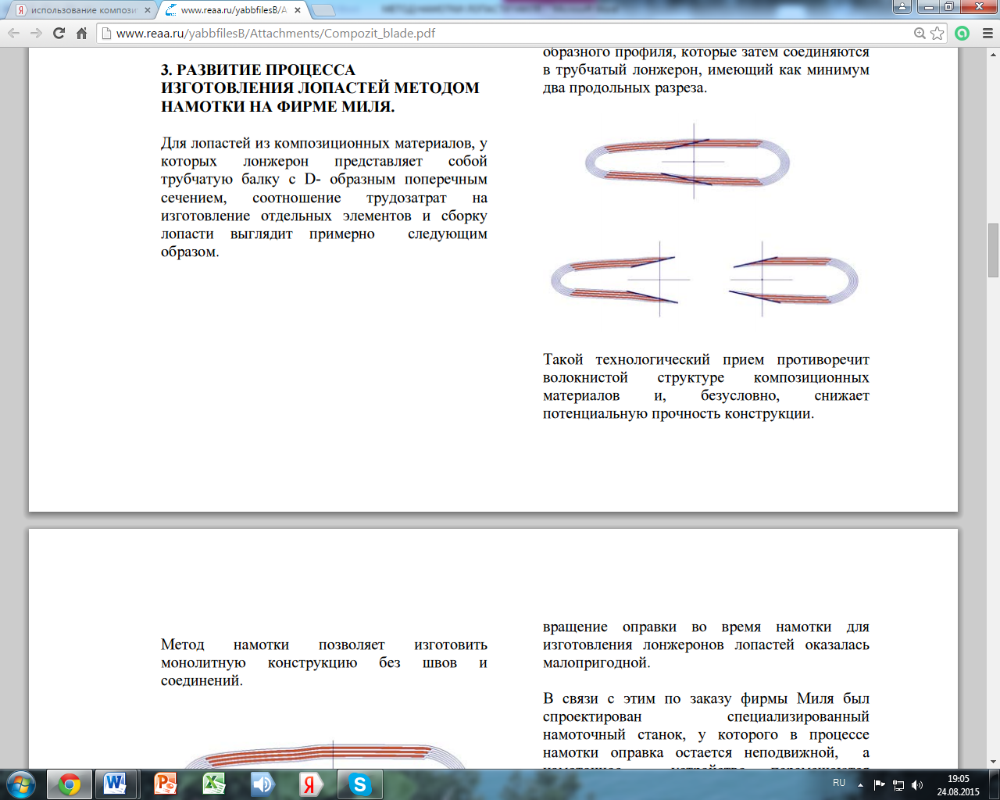 использование компози
www.reaa.ru/yabbfilesB/A
www.reaa.ru/yabbfilesB/Attachments/Compozit_blade.pdf
3. РАЗВИТИЕ ПРОЦЕССА
ИЗГОТОВЛЕНИЯ ЛОПАСТЕЙ МЕТОДОМ
НАМОТКИ НА ФИРМЕ МИЛЯ.
Для лопастей из композиционных материалов, у
которых лонжерон представляет собой
трубчатую балку с D- образным поперечным
сечением, соотношение трудозатрат на
изготовление отдельных элементов и сборку
лопасти выглядит примерно следующим
образом.
образного профиля, которые затем соединяются
в трубчатый лонжерон, имеющий как минимум
два продольных разреза.
Такой технологический прием противоречит
волокнистой структуре композиционных
материалов и, безусловно, снижает
потенциальную прочность конструкции.
Метод намотки позволяет изготовить
монолитную конструкцию без швов и
соединений.
вращение оправки во время намотки для
изготовления лонжеронов лопастей оказалась
малопригодной.
В связи с этим по заказу фирмы Миля был
спроектирован специализированный
намоточный станок, у которого в процессе
намотки оправка остается неподвижной, а
RU
19:05
24.08.2015